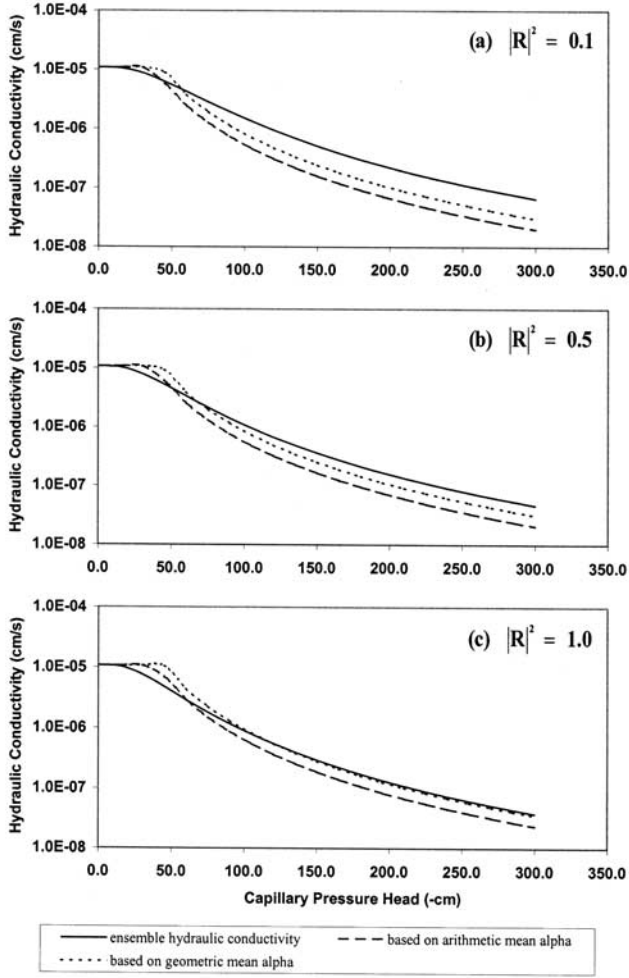 Hydraulic Conductivity (cm/s)
1.0E-04
1.0E-05
1.0E-06
1.0E-07
1.0E-08
(a) |R|² = 0.1
0.0 50.0 100.0 150.0 200.0 250.0 300.0 350.0
Hydraulic Conductivity (cm/s)
1.0E-04
1.0E-05
1.0E-06
1.0E-07
1.0E-08
(b) |R|² = 0.5
0.0 50.0 100.0 150.0 200.0 250.0 300.0 350.0
Hydraulic Conductivity (cm/s)
1.0E-04
1.0E-05
1.0E-06
1.0E-07
1.0E-08
(c) |R|² = 1.0
0.0 50.0 100.0 150.0 200.0 250.0 300.0 350.0
Capillary Pressure Head (-cm)
ensemble hydraulic conductivity
based on arithmetic mean alpha
based on geometric mean alpha